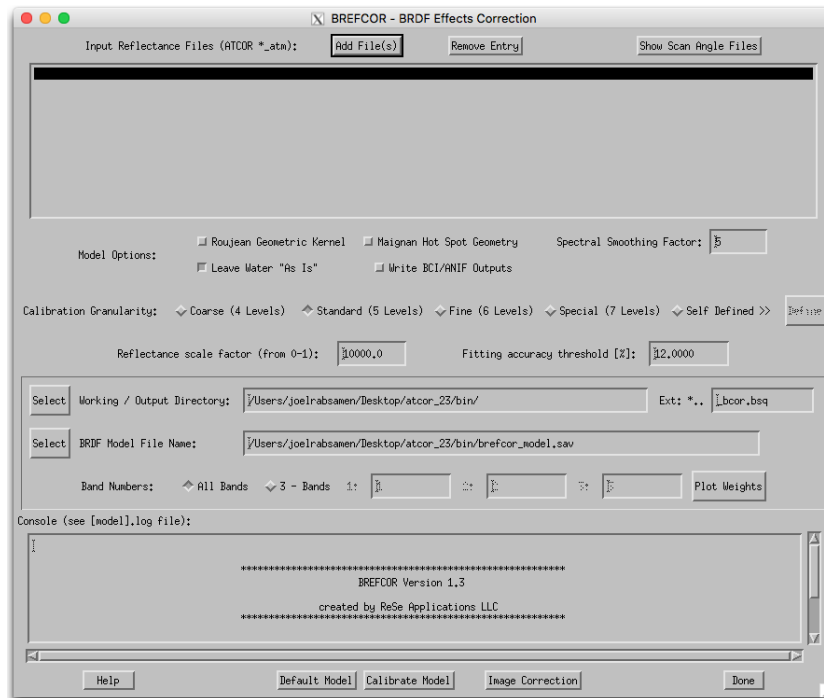 BREFCOR - BRDF Effects Correction
Input Reflectance Files (ATCOR *_atm): Add File(s) Remove Entry Show Scan Angle Files
Model Options: Roujean Geometric Kernel Maignan Hot Spot Geometry Spectral Smoothing Factor: 5
Leave Water "As Is" Write BCI/ANIF Outputs
Calibration Granularity: Coarse (4 Levels) Standard (5 Levels) Fine (6 Levels) Special (7 Levels) Self Defined >> Define
Reflectance scale factor (from 0-1): 10000.0 Fitting accuracy threshold [%]: 12.0000
Select Working / Output Directory: /Users/joelrabsamen/Desktop/atcor_23/bin/ Ext: *.. _bcor.bsq
Select BRDF Model File Name: /Users/joelrabsamen/Desktop/atcor_23/bin/brefcor_model.sav
Band Numbers: All Bands 3 - Bands 1: 1 2: 3: Plot Weights
Console (see [model].log file):
******************************************************************
BREFCOR Version 1.3
created by ReSe Applications LLC
******************************************************************
Help Default Model Calibrate Model Image Correction Done